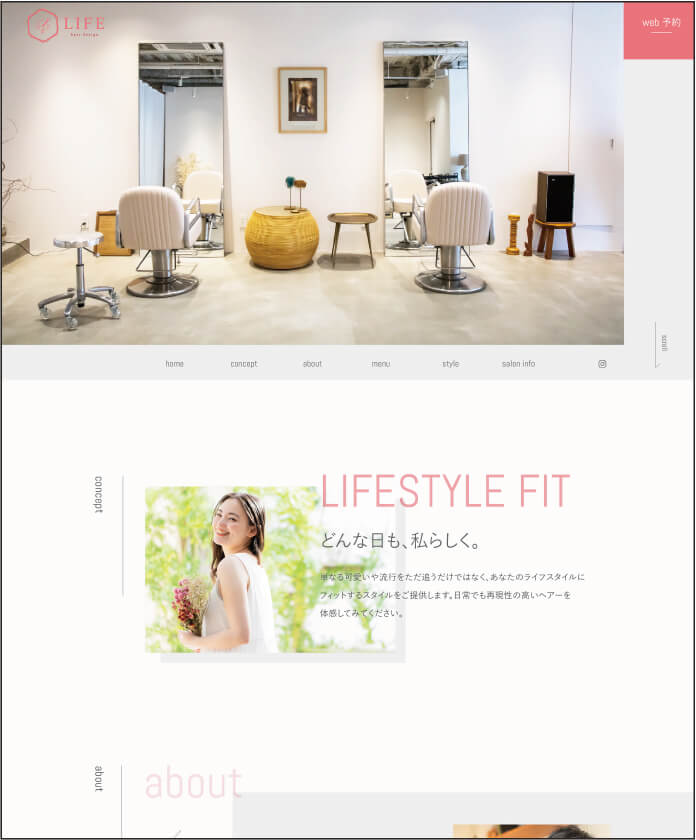 LIFE
hair design
web 予約
scroll
home concept about menu style salon info
concept
LIFESTYLE FIT
どんな日も、私らしく。
単なる可愛いや流行をただ追うだけではなく、あなたのライフスタイルに
フィットするスタイルをご提供します。日常でも再現性の高いヘアーを
体感してみてください。
about
about